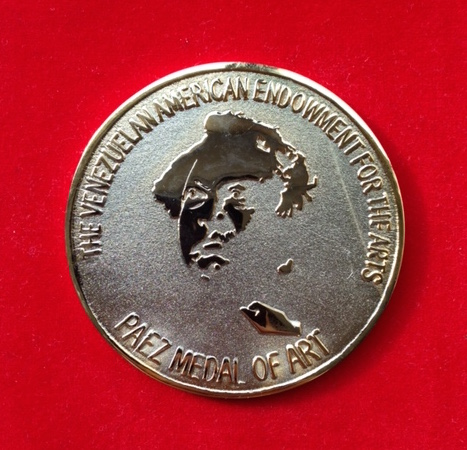 THE VENEZUELAN AMERICAN ENDOWMENT FOR THE ARTS
PAEZ MEDAL OF ART